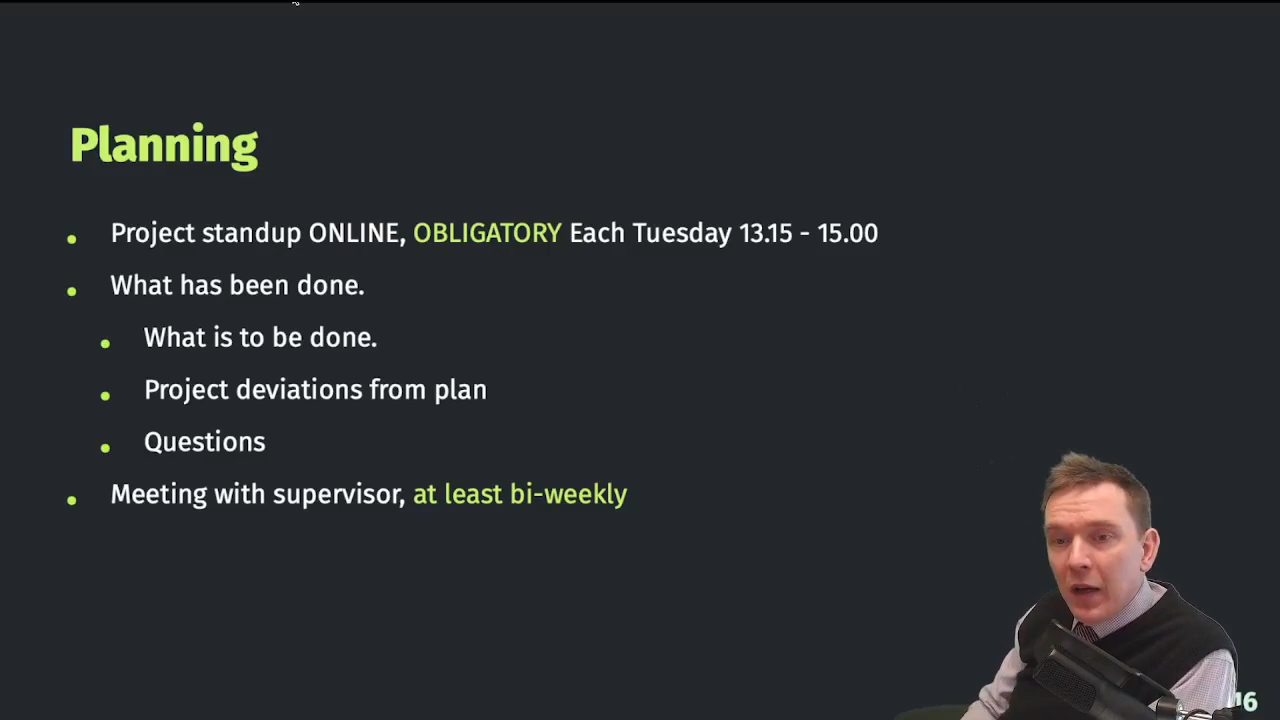 Planning
Project standup ONLINE, OBLIGATORY Each Tuesday 13.15 - 15.00
What has been done.
What is to be done.
Project deviations from plan
Questions
Meeting with supervisor, at least bi-weekly
16